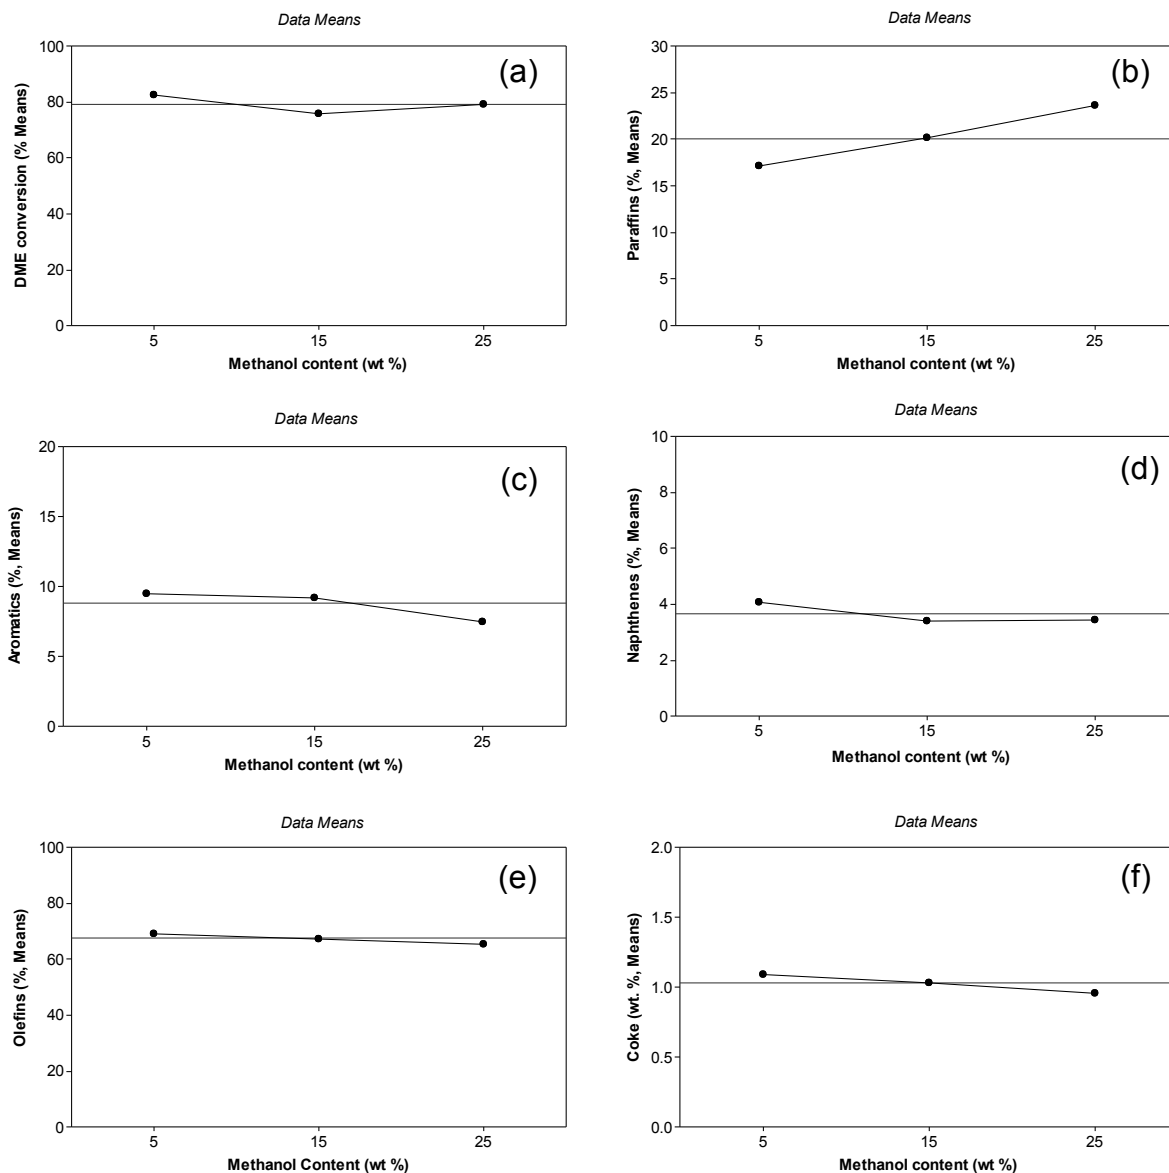 Data Means
(a)
DME conversion (% Means)
100
80
60
40
20
0
5 15 25
Methanol content (wt %)
Data Means
(b)
Paraffins (%, Means)
30
25
20
15
10
5
0
5 15 25
Methanol content (wt %)
Data Means
(c)
Aromatics (%, Means)
20
15
10
5
0
5 15 25
Methanol content (wt %)
Data Means
(d)
Naphthenes (%, Means)
10
8
6
4
2
0
5 15 25
Methanol content (wt %)
Data Means
(e)
Olefins (%, Means)
100
80
60
40
20
0
5 15 25
Methanol Content (wt %)
Data Means
(f)
Coke (wt. %, Means)
2.0
1.5
1.0
0.5
0.0
5 15 25
Methanol content (wt %)